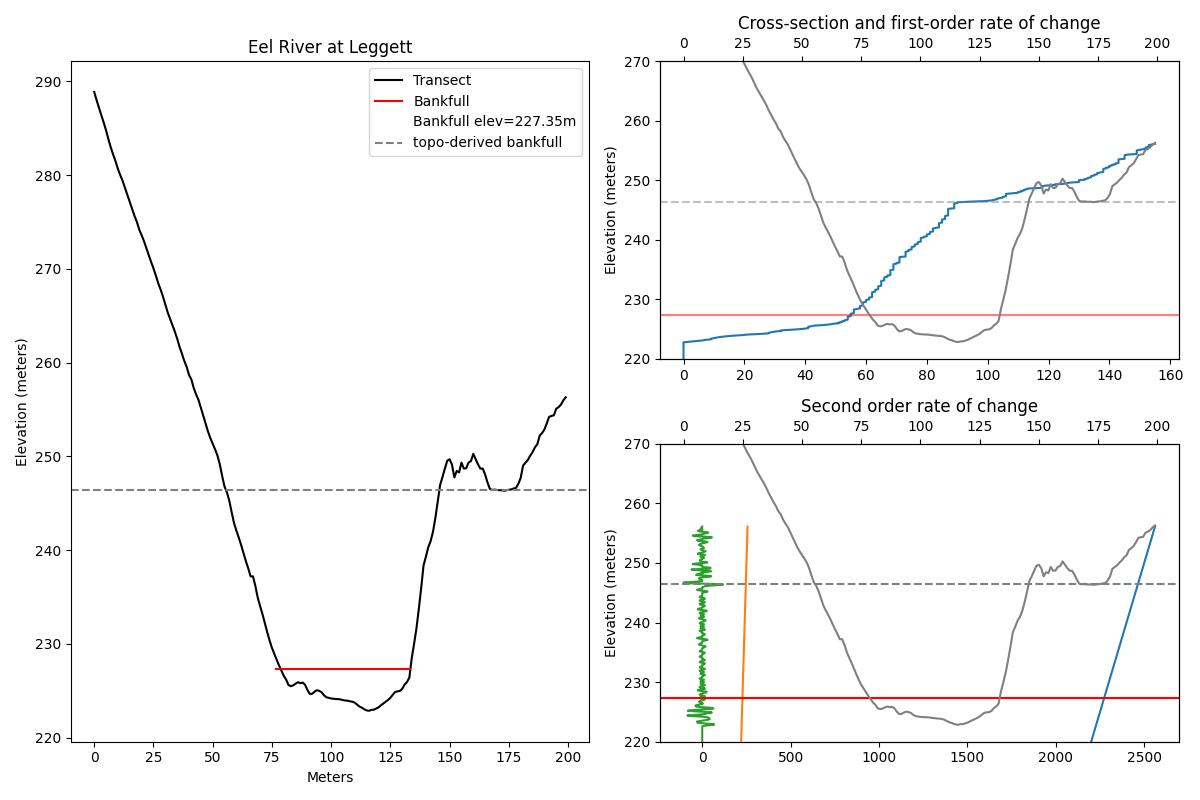 Eel River at Leggett
290
280
270
260
250
240
230
220
Elevation (meters)
0 25 50 75 100 125 150 175 200
Meters
Transect
Bankfull
Bankfull elev=227.35m
topo-derived bankfull
Cross-section and first-order rate of change
0 25 50 75 100 125 150 175 200
270
260
250
240
230
220
Elevation (meters)
0 20 40 60 80 100 120 140 160
Second order rate of change
0 25 50 75 100 125 150 175 200
270
260
250
240
230
220
Elevation (meters)
0 500 1000 1500 2000 2500